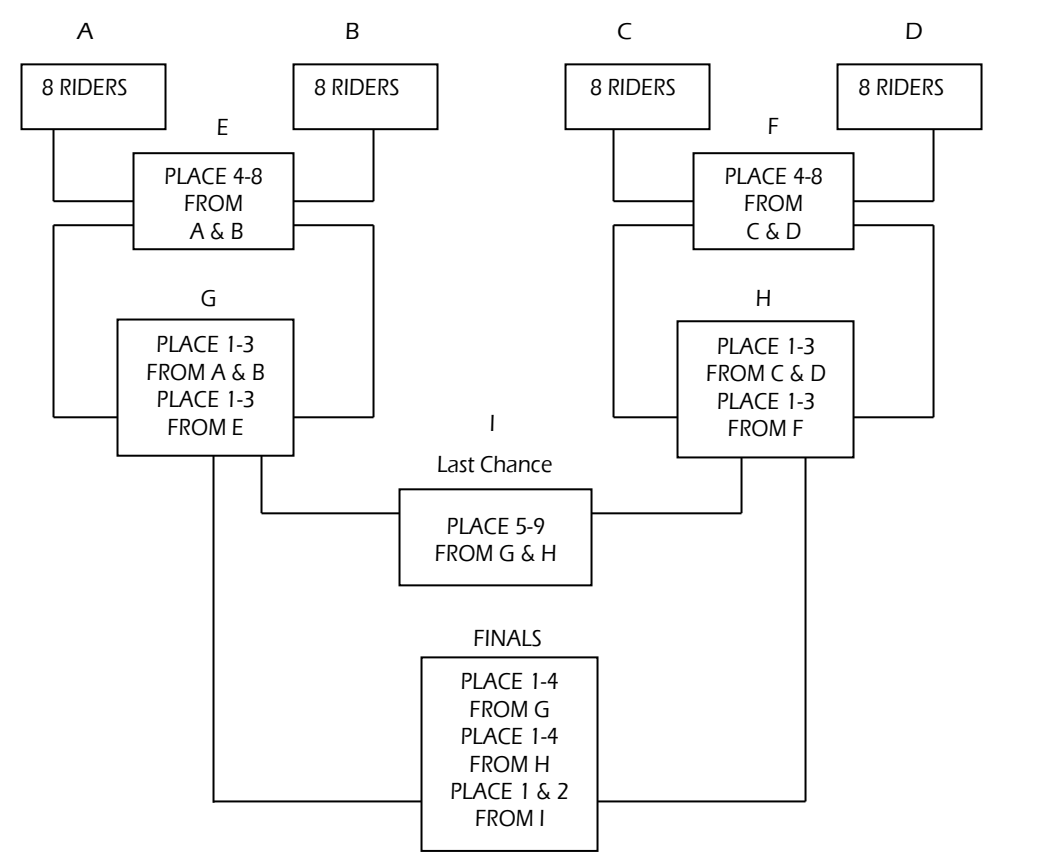 A
B
C
D
8 RIDERS
8 RIDERS
8 RIDERS
8 RIDERS
E
F
PLACE 4-8
FROM
A & B
PLACE 4-8
FROM
C & D
G
H
PLACE 1-3
FROM A & B
PLACE 1-3
FROM E
PLACE 1-3
FROM C & D
PLACE 1-3
FROM F
I
Last Chance
PLACE 5-9
FROM G & H
FINALS
PLACE 1-4
FROM G
PLACE 1-4
FROM H
PLACE 1 & 2
FROM I